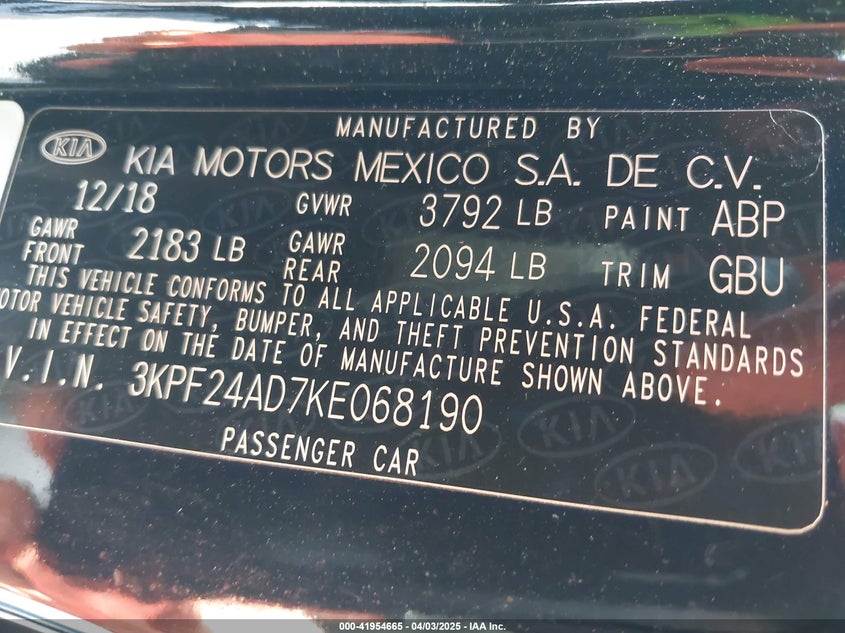 MANUFACTURED BY
KIA KIA MOTORS MEXICO S.A. DE C.V.
12/18 GVWR 3792 LB PAINT ABP
GAWR FRONT 2183 LB GAWR REAR 2094 LB TRIM GBU
THIS VEHICLE CONFORMS TO ALL APPLICABLE U.S.A. FEDERAL
MOTOR VEHICLE SAFETY, BUMPER, AND THEFT PREVENTION STANDARDS
IN EFFECT ON THE DATE OF MANUFACTURE SHOWN ABOVE.
V.I.N. 3KPF24AD7KE068190
PASSENGER CAR
000-41954665 - 04/03/2025 - IAA Inc.